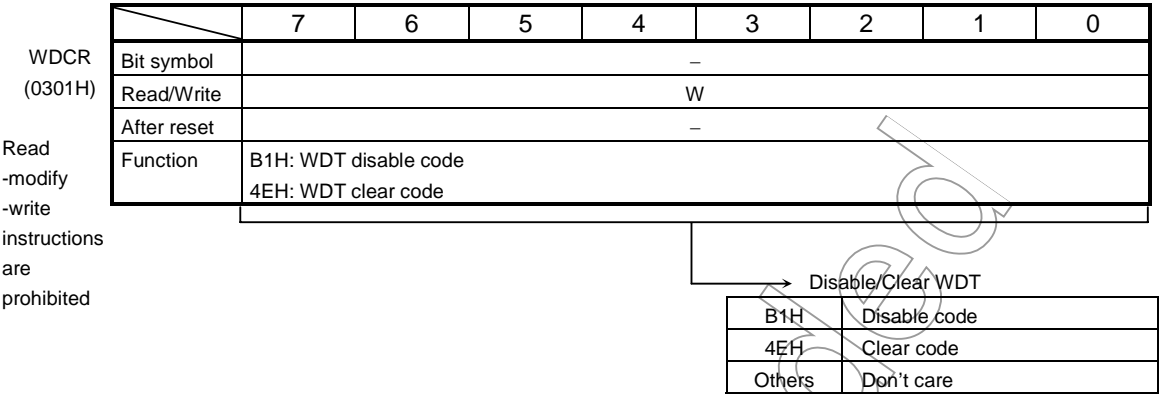 7 6 5 4 3 2 1 0
WDCR
(0301H)
Bit symbol –
Read/Write W
After reset –
Function B1H: WDT disable code
4EH: WDT clear code
Read
-modify
-write
instructions
are
prohibited
Disable/Clear WDT
B1H Disable code
4EH Clear code
Others Don't care
ded